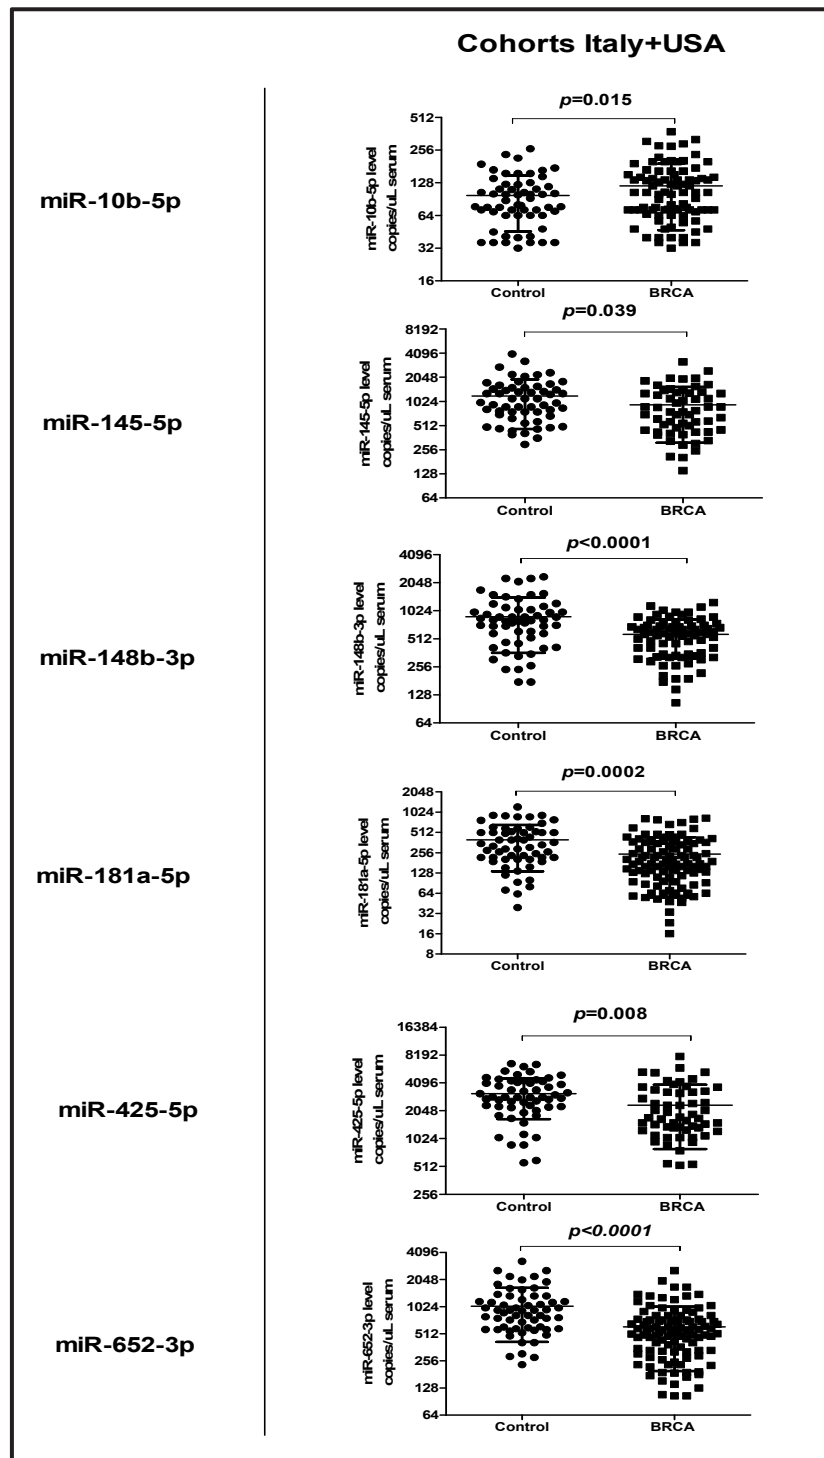 Cohorts Italy+USA
miR-10b-5p
p=0.015
miR-10b-5p level
copies/uL serum
512
256
128
64
32
16
Control BRCA
miR-145-5p
p=0.039
miR-145-5p level
copies/uL serum
8192
4096
2048
1024
512
256
128
64
Control BRCA
miR-148b-3p
p<0.0001
miR-148b-3p level
copies/uL serum
4096
2048
1024
512
256
128
64
Control BRCA
miR-181a-5p
p=0.0002
miR-181a-5p level
copies/uL serum
2048
1024
512
256
128
64
32
16
8
Control BRCA
miR-425-5p
p=0.008
miR-425-5p level
copies/uL serum
16384
8192
4096
2048
1024
512
256
Control BRCA
miR-652-3p
p<0.0001
miR-652-3p level
copies/uL serum
4096
2048
1024
512
256
128
64
Control BRCA